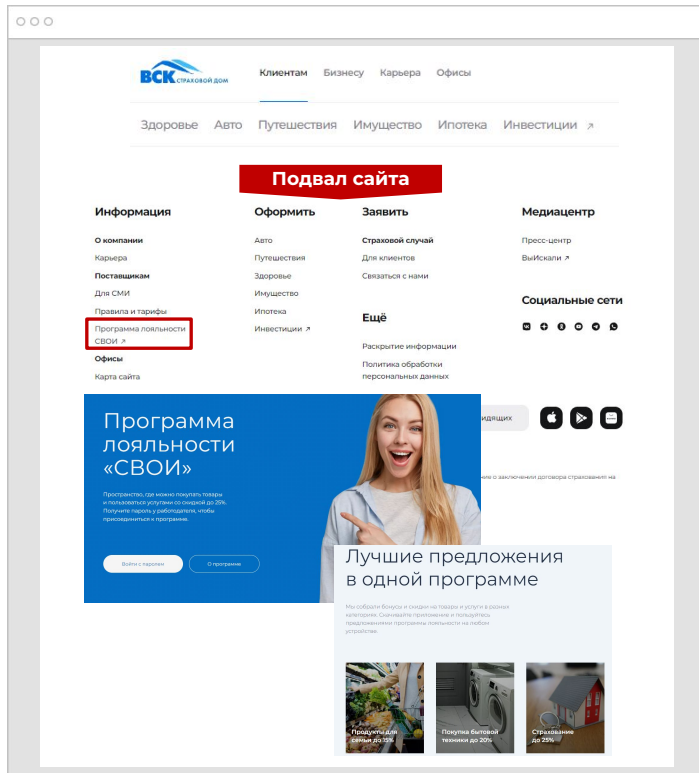 ВСК СТРАХОВОЙ ДОМ
Клиентам Бизнесу Карьера Офисы
Здоровье Авто Путешествия Имущество Ипотека Инвестиции ↗
Подвал сайта
Информация
О компании
Карьера
Поставщикам
Для СМИ
Правила и тарифы
Программа лояльности
СВОИ ↗
Офисы
Карта сайта
Оформить
Авто
Путешествия
Здоровье
Имущество
Ипотека
Инвестиции ↗
Заявить
Страховой случай
Для клиентов
Связаться с нами
Ещё
Раскрытие информации
Политика обработки
персональных данных
Медиацентр
Пресс-центр
ВыИскали ↗
Социальные сети
идящих
о заключении договора страхования на
Программа
лояльности
«СВОИ»
Пространство, где можно покупать товары
и пользоваться услугами со скидкой до 25%.
Получите пароль у работодателя, чтобы
присоединиться к программе.
Войти с паролем
О программе
Лучшие предложения
в одной программе
Мы собрали бонусы и скидки на товары и услуги в разных
категориях. Скачивайте приложение и пользуйтесь
предложениями программы лояльности на любом
устройстве.
Продукты для
семьи до 15%
Покупка бытовой
техники до 20%
Страхование
до 25%